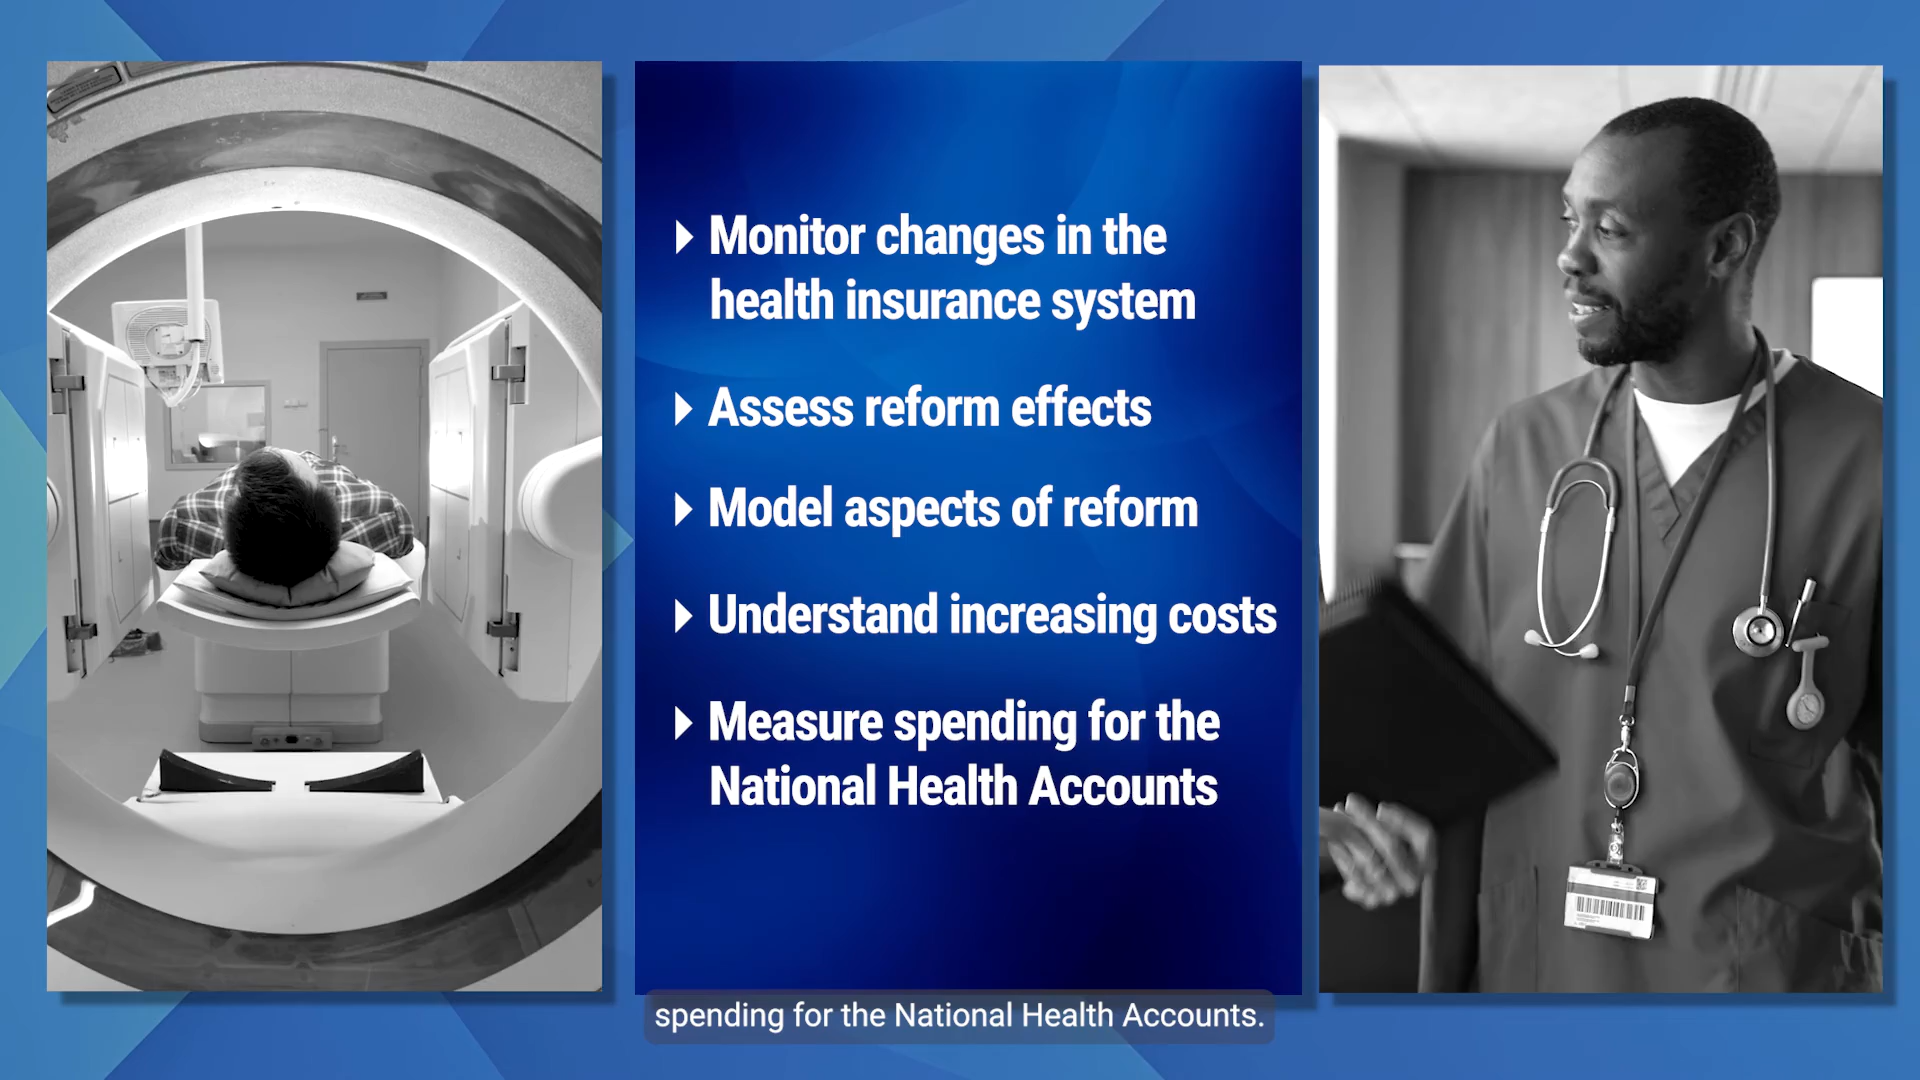 Monitor changes in the
health insurance system
Assess reform effects
Model aspects of reform
Understand increasing costs
Measure spending for the
National Health Accounts
spending for the National Health Accounts.